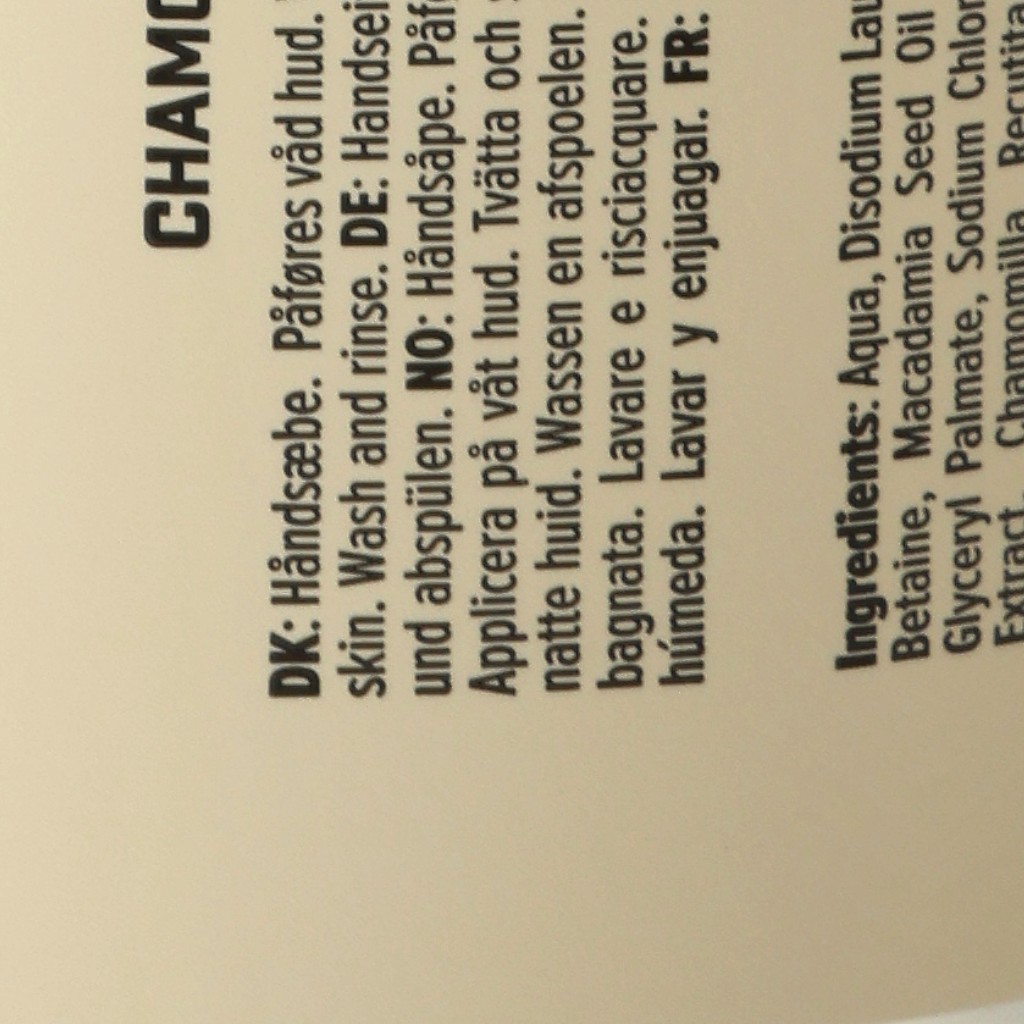 CHAMO
DK: Håndsæbe. Påføres våd hud.
skin. Wash and rinse. DE: Handsei
und abspülen. NO: Håndsåpe. Påf
Applicera på våt hud. Tvätta och
natte huid. Wassen en afspoelen.
bagnata. Lavare e risciacquare.
húmeda. Lavar y enjuagar. FR:
Ingredients: Aqua, Disodium Lau
Betaine, Macadamia Seed Oil
Glyceryl Palmate, Sodium Chlor
Extract, Chamomilla Recutita